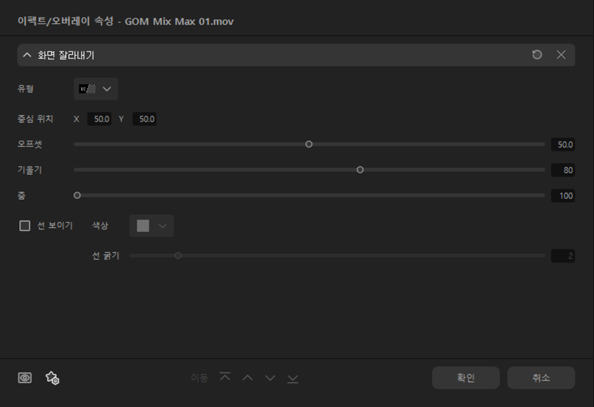 이펙트/오버레이 속성 - GOM Mix Max 01.mov
화면 잘라내기
유형
중심 위치 X 50.0 Y 50.0
오프셋 50.0
기울기 80
줌 100
선 보이기 색상
선 굵기 2
이동 확인 취소